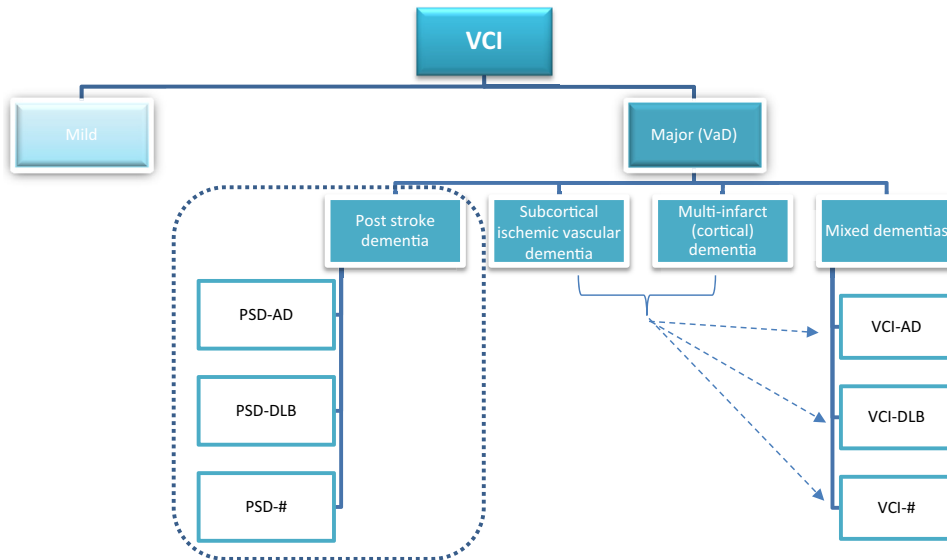 VCI
Mild
Major (VaD)
Post stroke
dementia
Subcortical
ischemic vascular
dementia
Multi-infarct
(cortical)
dementia
Mixed dementias
PSD-AD
PSD-DLB
PSD-#
VCI-AD
VCI-DLB
VCI-#